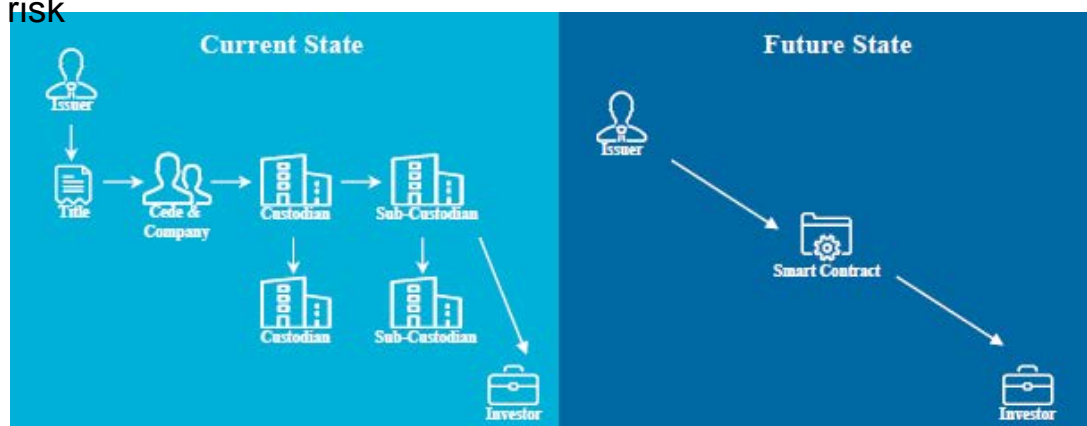 risk
Current State
Issuer
Title
Cede &
Company
Custodian
Sub-Custodian
Custodian
Sub-Custodian
Investor
Future State
Issuer
Smart Contract
Investor